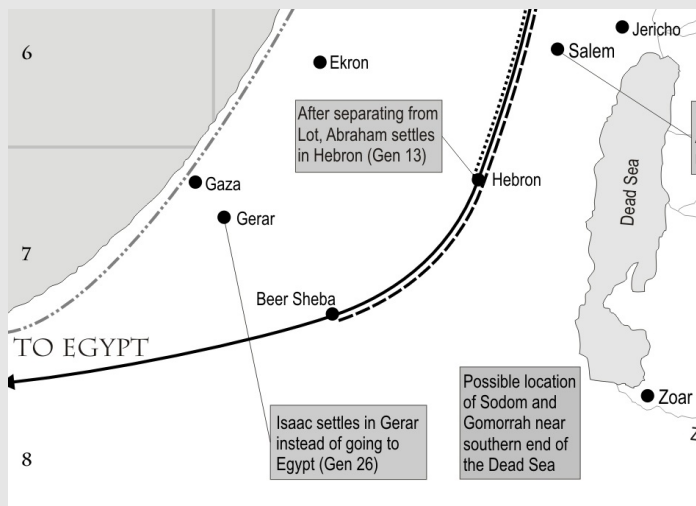 6
Jericho
Salem
Ekron
After separating from
Lot, Abraham settles
in Hebron (Gen 13)
Hebron
Gaza
Dead Sea
Gerar
7
Beer Sheba
TO EGYPT
Possible location
of Sodom and
Gomorrah near
southern end of
the Dead Sea
Zoar
Isaac settles in Gerar
instead of going to
Egypt (Gen 26)
8